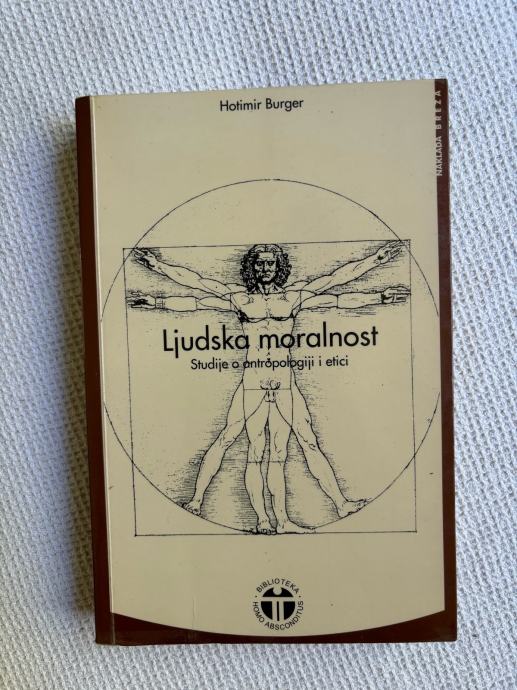 Hotimir Burger
NAKLADA BREZA
Ljudska moralnost
Studije o antropologiji i etici
BIBLIOTEKA
HOMO ABSCONDITUS